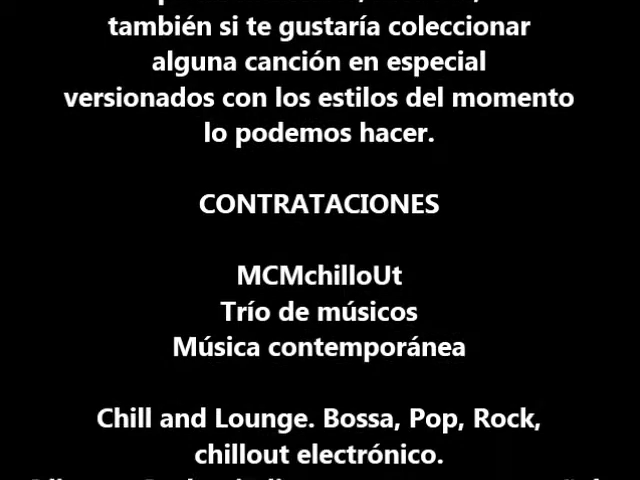 también si te gustaría coleccionar
alguna canción en especial
versionados con los estilos del momento
lo podemos hacer.
CONTRATACIONES
MCMchilloUt
Trío de músicos
Música contemporánea
Chill and Lounge. Bossa, Pop, Rock,
chillout electrónico.